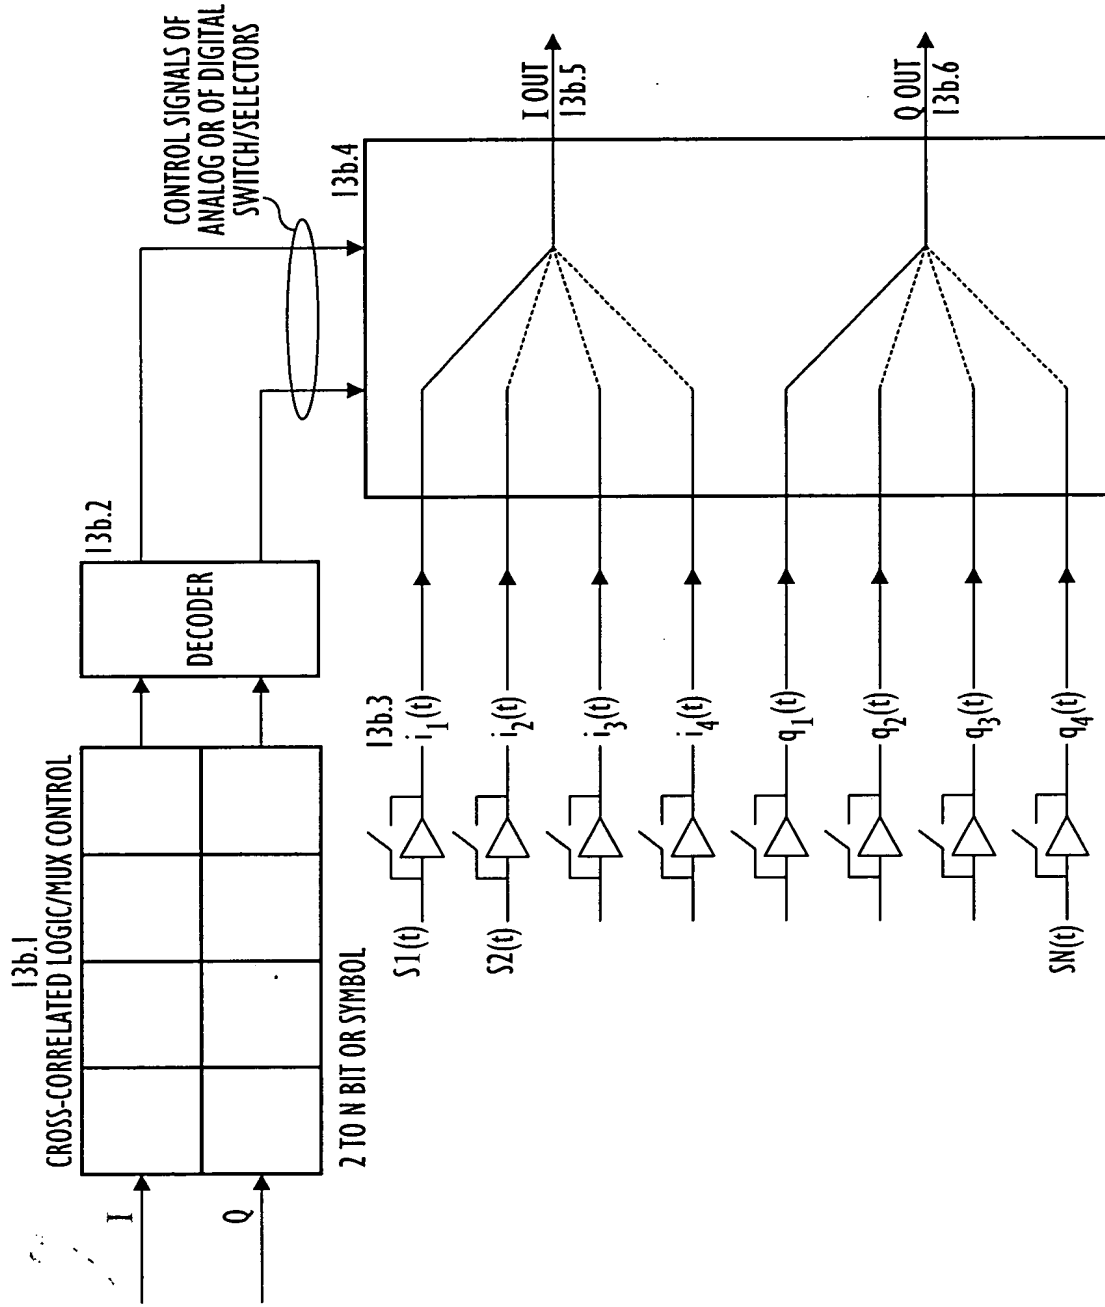 13b.1
CROSS-CORRELATED LOGIC/MUX CONTROL
I
Q
2 TO N BIT OR SYMBOL
13b.2
DECODER
CONTROL SIGNALS OF
ANALOG OR OF DIGITAL
SWITCH/SELECTORS
13b.4
13b.3
S1(t)
i1(t)
S2(t)
i2(t)
i3(t)
i4(t)
q1(t)
q2(t)
q3(t)
SN(t)
q4(t)
I OUT
13b.5
Q OUT
13b.6